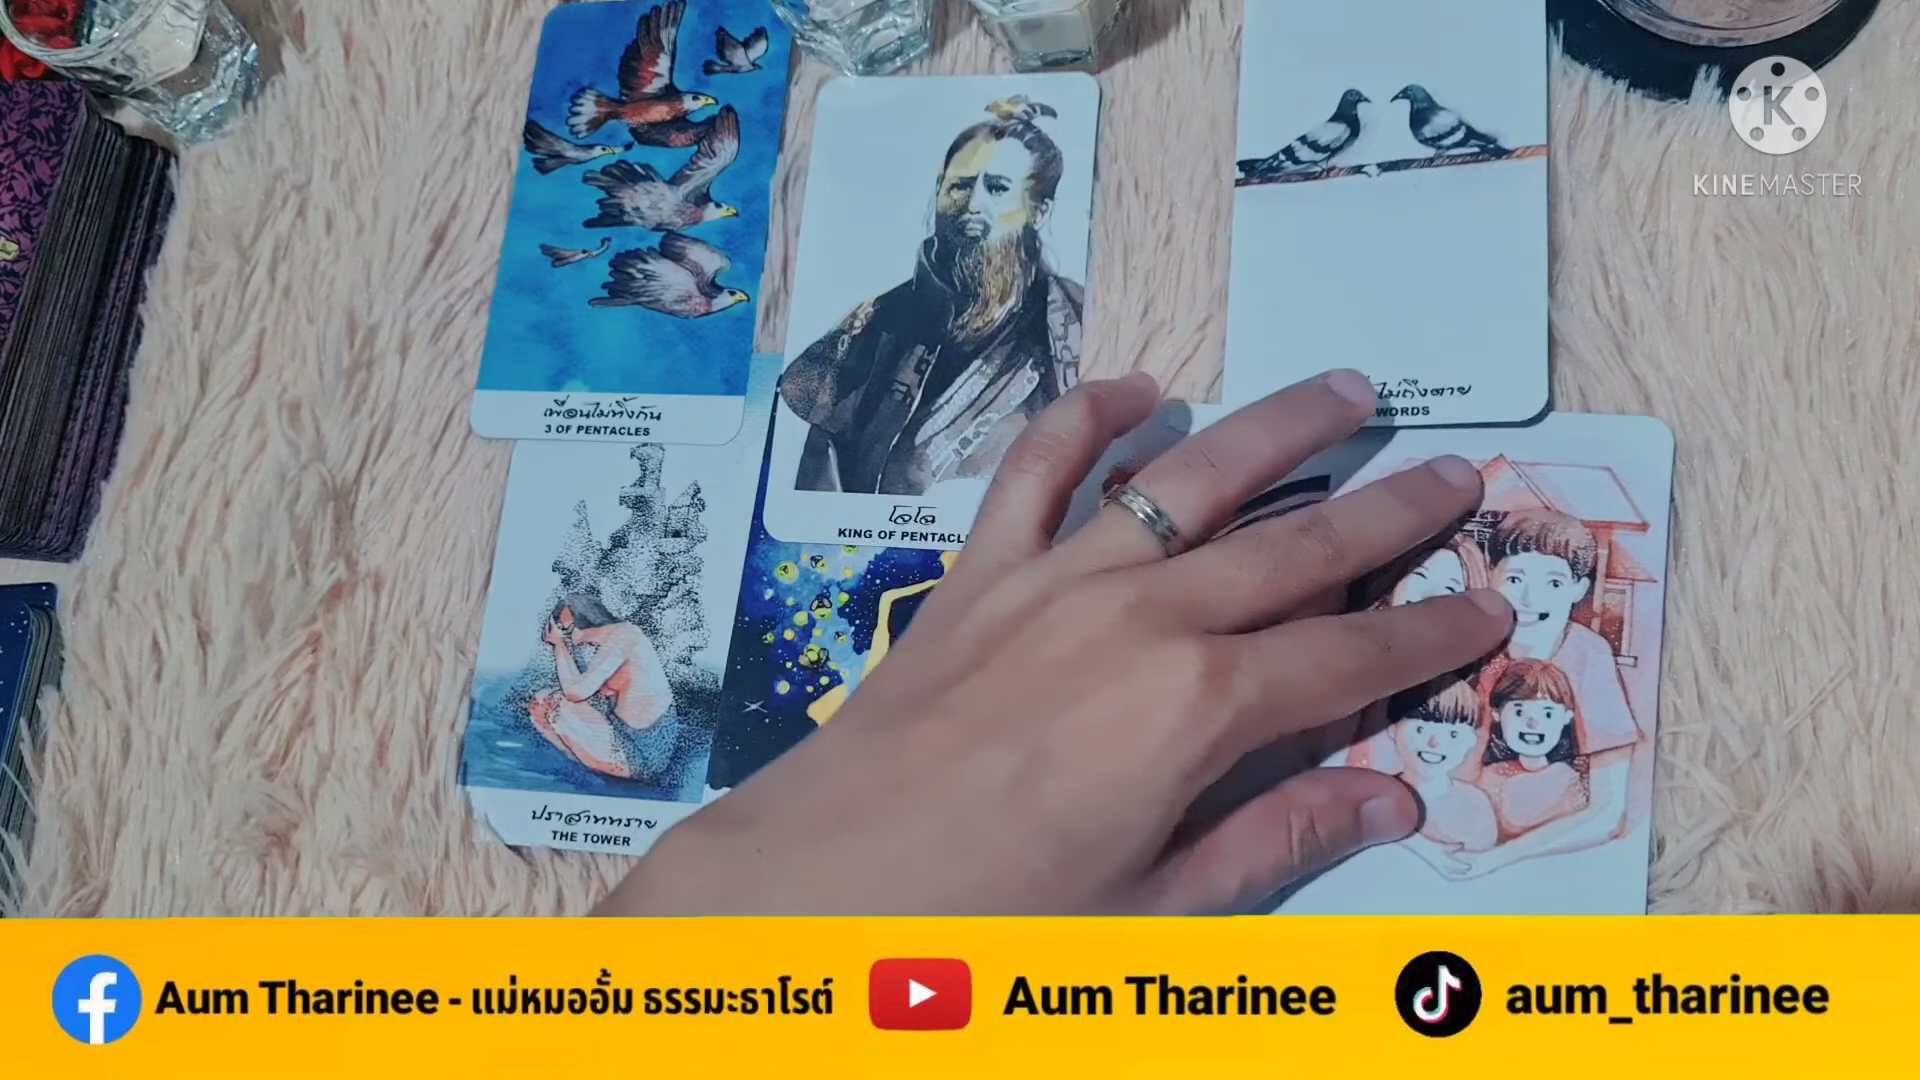 KINEMASTER
เพื่อนไม่ทิ้งกัน
3 OF PENTACLES
โจโฉ
KING OF PENTACL
ไม่ถึงตาย
WORDS
ปราสาททราย
THE TOWER
Aum Tharinee - แม่หมออั้ม ธรรมะธาโรต์
Aum Tharinee
aum_tharinee